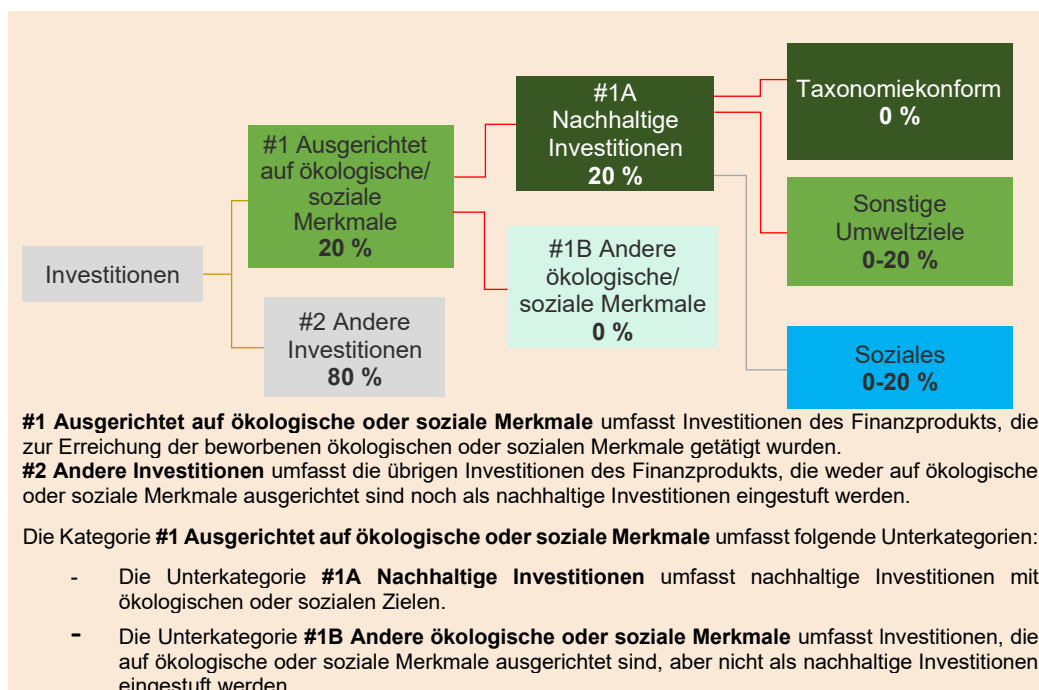 Investitionen
#1 Ausgerichtet
auf ökologische/
soziale
Merkmale
20 %
#2 Andere
Investitionen
80 %
#1A
Nachhaltige
Investitionen
20 %
#1B Andere
ökologische/
soziale Merkmale
0 %
Taxonomiekonform
0 %
Sonstige
Umweltziele
0-20 %
Soziales
0-20 %
#1 Ausgerichtet auf ökologische oder soziale Merkmale umfasst Investitionen des Finanzprodukts, die
zur Erreichung der beworbenen ökologischen oder sozialen Merkmale getätigt wurden.
#2 Andere Investitionen umfasst die übrigen Investitionen des Finanzprodukts, die weder auf ökologische
oder soziale Merkmale ausgerichtet sind noch als nachhaltige Investitionen eingestuft werden.
Die Kategorie #1 Ausgerichtet auf ökologische oder soziale Merkmale umfasst folgende Unterkategorien:
- Die Unterkategorie #1A Nachhaltige Investitionen umfasst nachhaltige Investitionen mit
ökologischen oder sozialen Zielen.
- Die Unterkategorie #1B Andere ökologische oder soziale Merkmale umfasst Investitionen, die
auf ökologische oder soziale Merkmale ausgerichtet sind, aber nicht als nachhaltige Investitionen
eingestuft werden